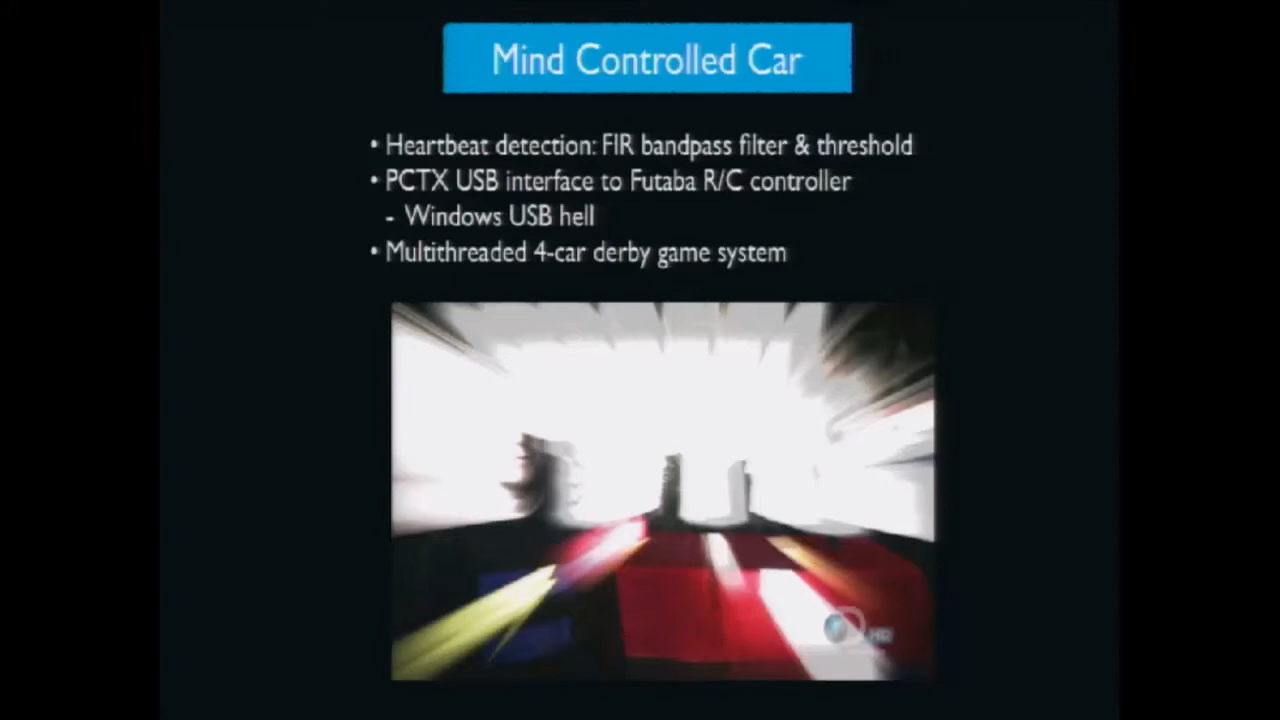 Mind Controlled Car
• Heartbeat detection: FIR bandpass filter & threshold
• PCTX USB interface to Futaba R/C controller
- Windows USB hell
• Multithreaded 4-car derby game system
HD